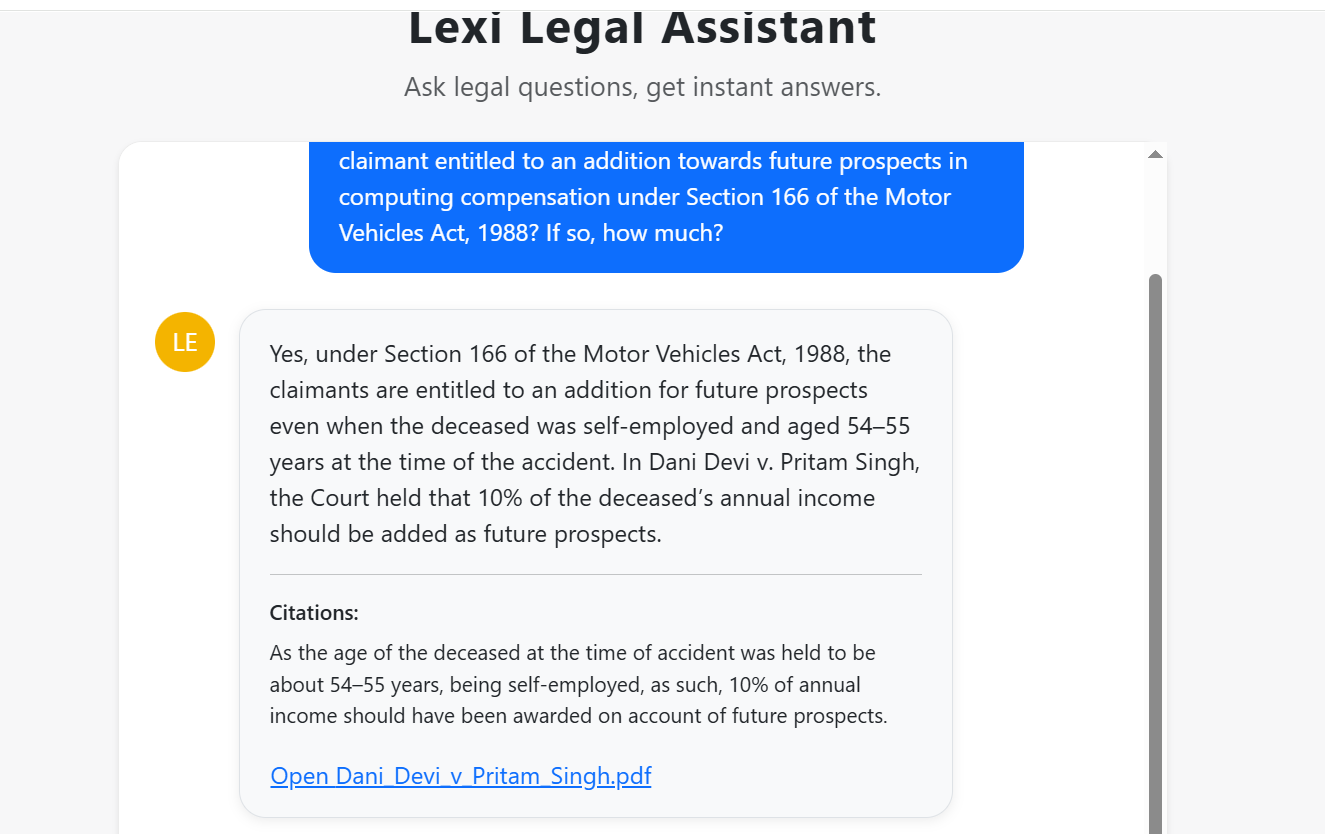 Lexi Legal Assistant
Ask legal questions, get instant answers.
claimant entitled to an addition towards future prospects in
computing compensation under Section 166 of the Motor
Vehicles Act, 1988? If so, how much?
LE
Yes, under Section 166 of the Motor Vehicles Act, 1988, the
claimants are entitled to an addition for future prospects
even when the deceased was self-employed and aged 54–55
years at the time of the accident. In Dani Devi v. Pritam Singh,
the Court held that 10% of the deceased’s annual income
should be added as future prospects.
Citations:
As the age of the deceased at the time of accident was held to be
about 54–55 years, being self-employed, as such, 10% of annual
income should have been awarded on account of future prospects.
Open Dani_Devi_v_Pritam_Singh.pdf